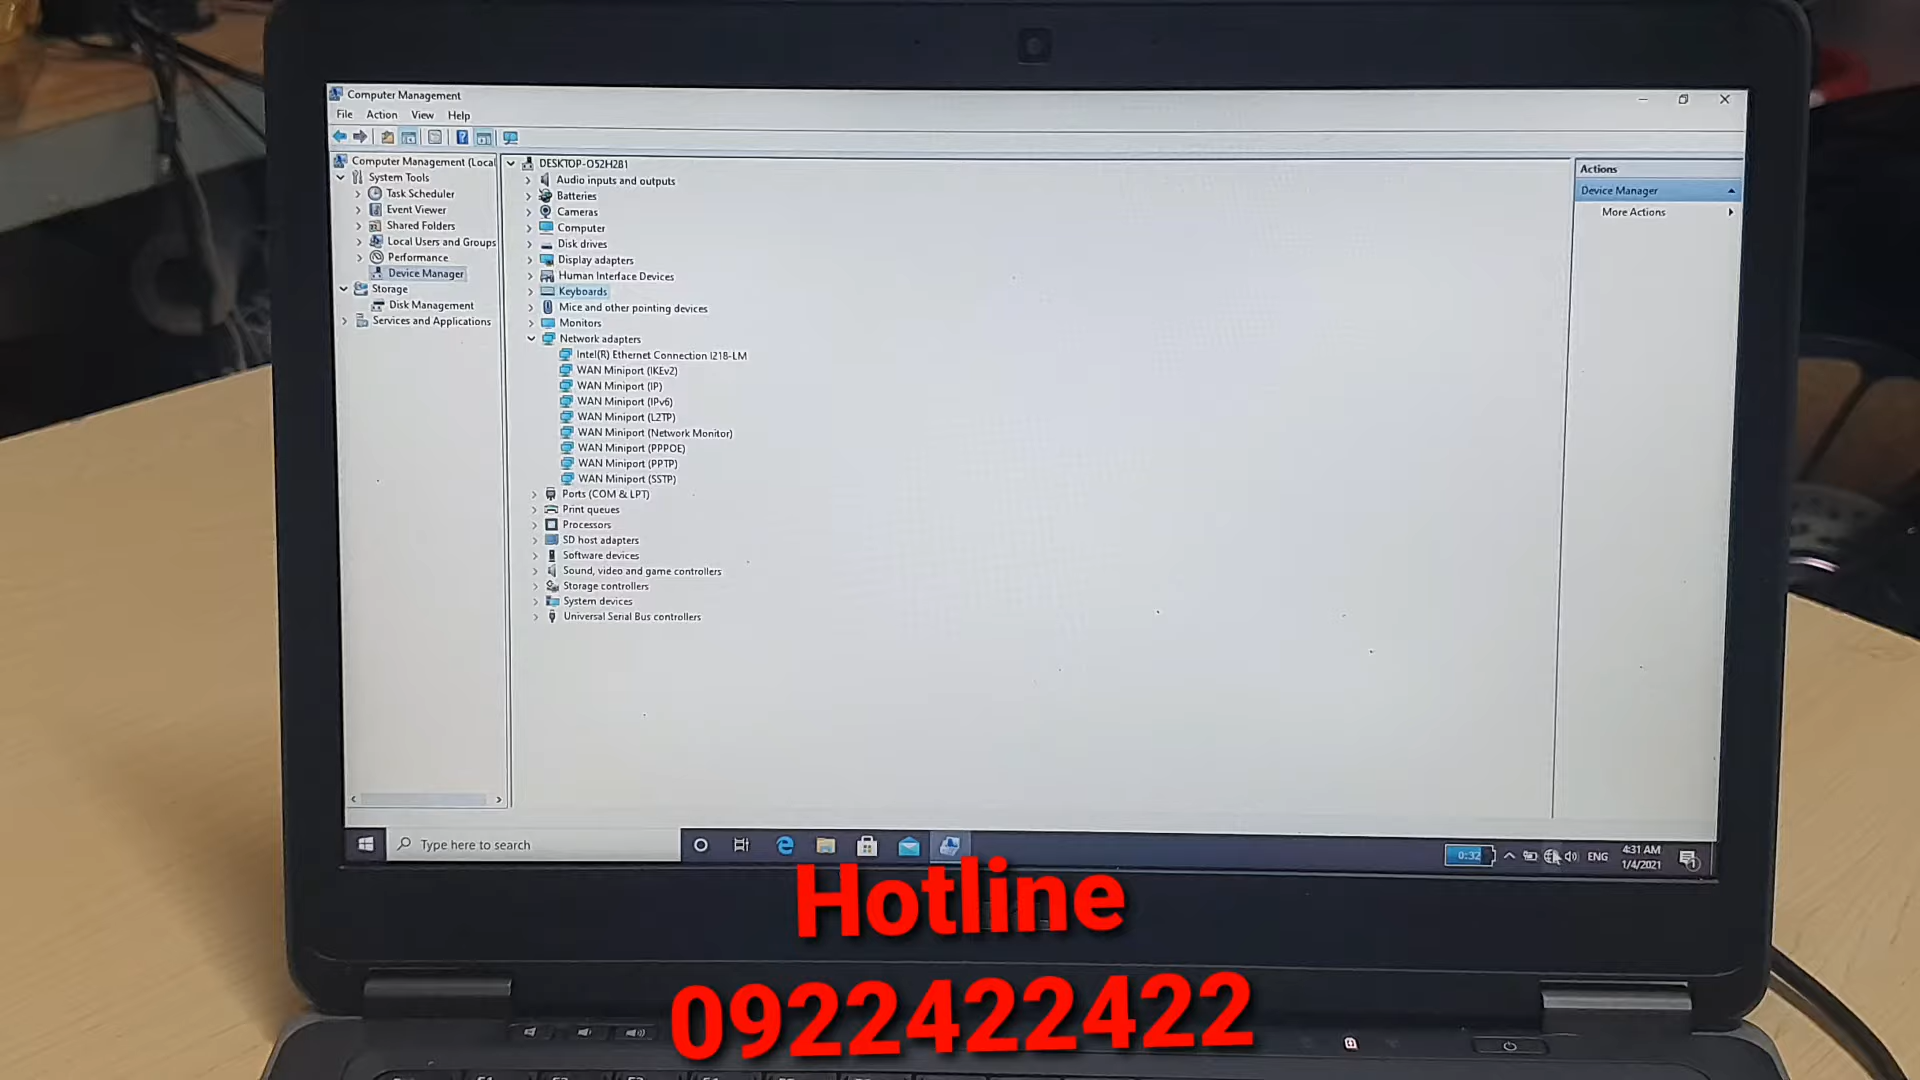 Computer Management
File Action View Help
Computer Management (Local
System Tools
Task Scheduler
Event Viewer
Shared Folders
Local Users and Groups
Performance
Device Manager
Storage
Disk Management
Services and Applications
DESKTOP-O52H2B1
Audio inputs and outputs
Batteries
Cameras
Computer
Disk drives
Display adapters
Human Interface Devices
Keyboards
Mice and other pointing devices
Monitors
Network adapters
Intel(R) Ethernet Connection I218-LM
WAN Miniport (IKEv2)
WAN Miniport (IP)
WAN Miniport (IPv6)
WAN Miniport (L2TP)
WAN Miniport (Network Monitor)
WAN Miniport (PPPOE)
WAN Miniport (PPTP)
WAN Miniport (SSTP)
Ports (COM & LPT)
Print queues
Processors
SD host adapters
Software devices
Sound, video and game controllers
Storage controllers
System devices
Universal Serial Bus controllers
Actions
Device Manager
More Actions
Type here to search
0:32
ENG
4:31 AM
1/4/2021
Hotline
0922422422